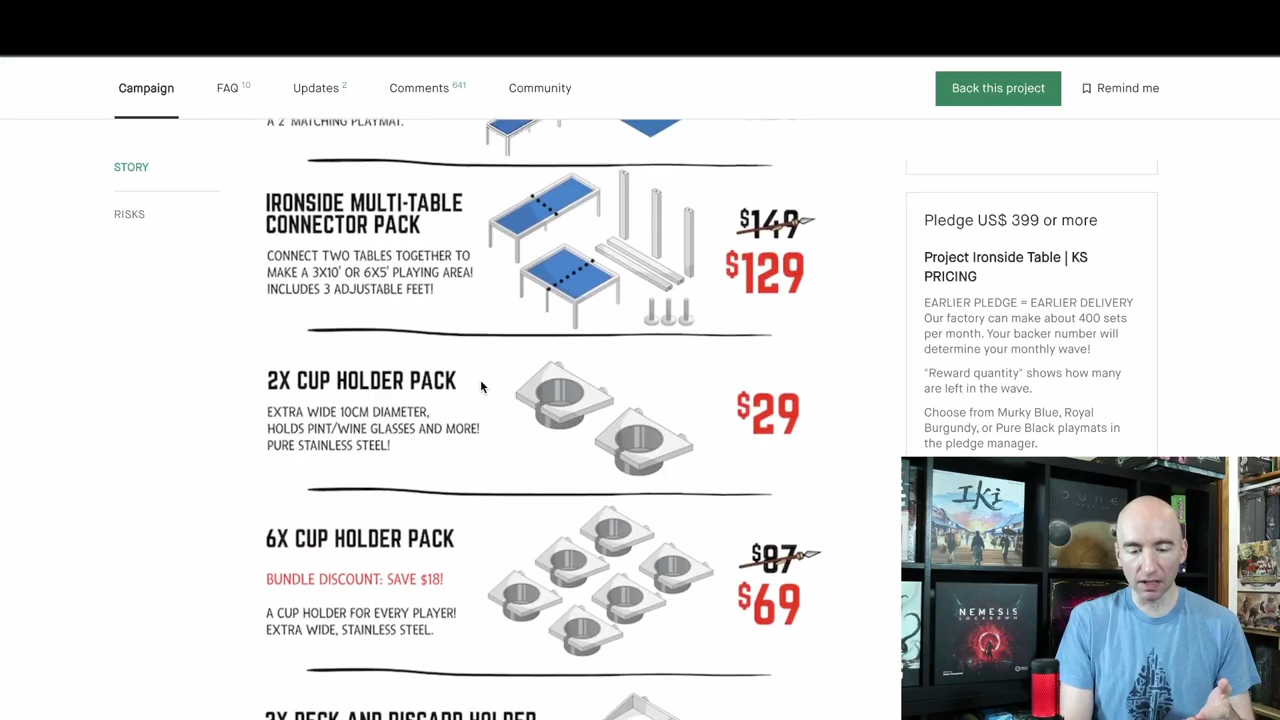 Campaign
FAQ 10
Updates 2
Comments 641
Community
Back this project
Remind me
A 2' MATCHING PLAYMAT.
STORY
RISKS
IRONSIDE MULTI-TABLE
CONNECTOR PACK
CONNECT TWO TABLES TOGETHER TO
MAKE A 3X10' OR 6X5' PLAYING AREA!
INCLUDES 3 ADJUSTABLE FEET!
$149
$129
2X CUP HOLDER PACK
EXTRA WIDE 10CM DIAMETER,
HOLDS PINT/WINE GLASSES AND MORE!
PURE STAINLESS STEEL!
$29
6X CUP HOLDER PACK
BUNDLE DISCOUNT: SAVE $18!
A CUP HOLDER FOR EVERY PLAYER!
EXTRA WIDE, STAINLESS STEEL.
$87
$69
2X DECK AND DISCARD HOLDER
Pledge US$ 399 or more
Project Ironside Table | KS
PRICING
EARLIER PLEDGE = EARLIER DELIVERY
Our factory can make about 400 sets
per month. Your backer number will
determine your monthly wave!
"Reward quantity" shows how many
are left in the wave.
Choose from Murky Blue, Royal
Burgundy, or Pure Black playmats in
the pledge manager.
IKI
DUNE
NEMESIS
LOCKDOWN